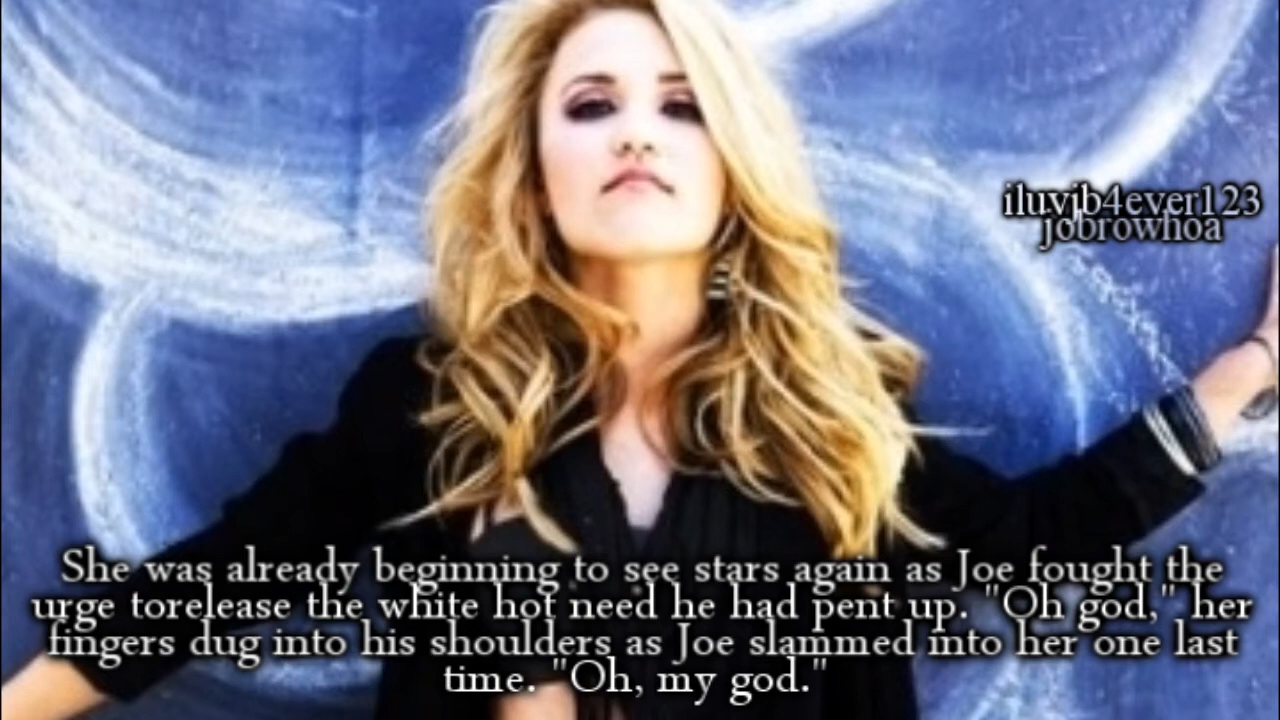 iluvjb4ever123
jobrowhoa
She was already beginning to see stars again as Joe fought the
urge torelease the white hot need he had pent up. "Oh god," her
fingers dug into his shoulders as Joe slammed into her one last
time. "Oh, my god."